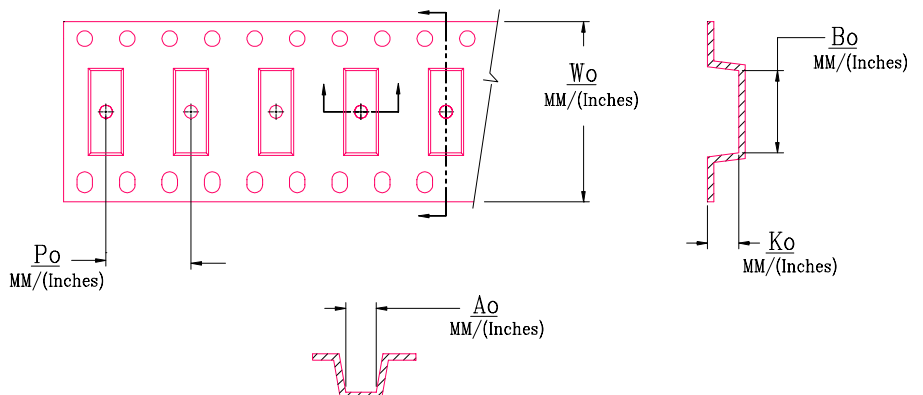 Wo
MM/(Inches)
Bo
MM/(Inches)
Po
MM/(Inches)
Ko
MM/(Inches)
Ao
MM/(Inches)